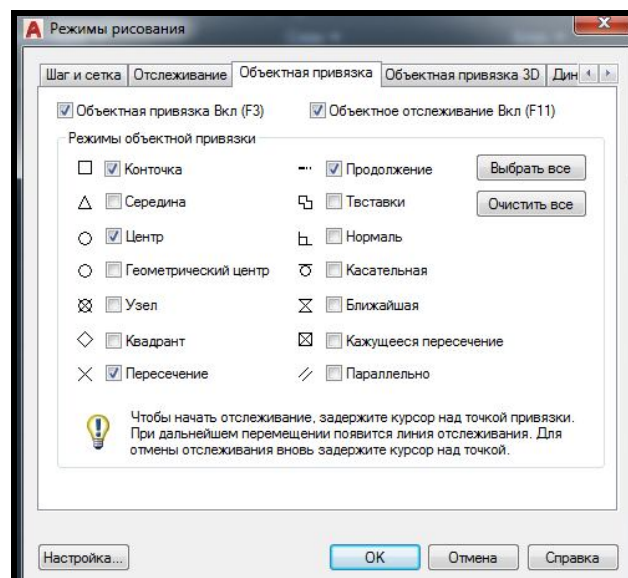 Режимы рисования
Шаг и сетка Отслеживание Объектная привязка Объектная привязка 3D Дин
Объектная привязка Вкл (F3) Объектное отслеживание Вкл (F11)
Режимы объектной привязки
Конточка Продолжение Выбрать все
Середина Твставки Очистить все
Центр Нормаль
Геометрический центр Касательная
Узел Ближайшая
Квадрант Кажущееся пересечение
Пересечение Параллельно
Чтобы начать отслеживание, задержите курсор над точкой привязки.
При дальнейшем перемещении появится линия отслеживания. Для
отмены отслеживания вновь задержите курсор над точкой.
Настройка... OK Отмена Справка